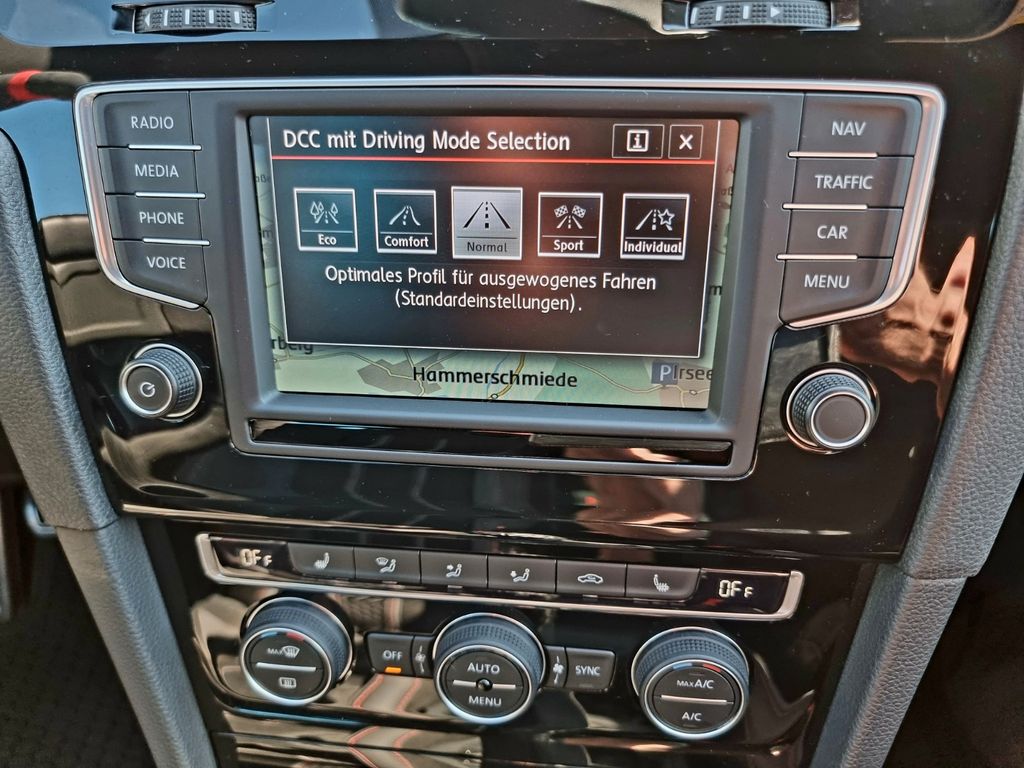 RADIO
MEDIA
PHONE
VOICE
DCC mit Driving Mode Selection
i
X
Eco
Comfort
Normal
Sport
Individual
Optimales Profil für ausgewogenes Fahren
(Standardeinstellungen).
Hammerschmiede
P
NAV
TRAFFIC
CAR
MENU
OFF
OFF
MAX
OFF
AUTO
MENU
SYNC
MAX A/C
A/C